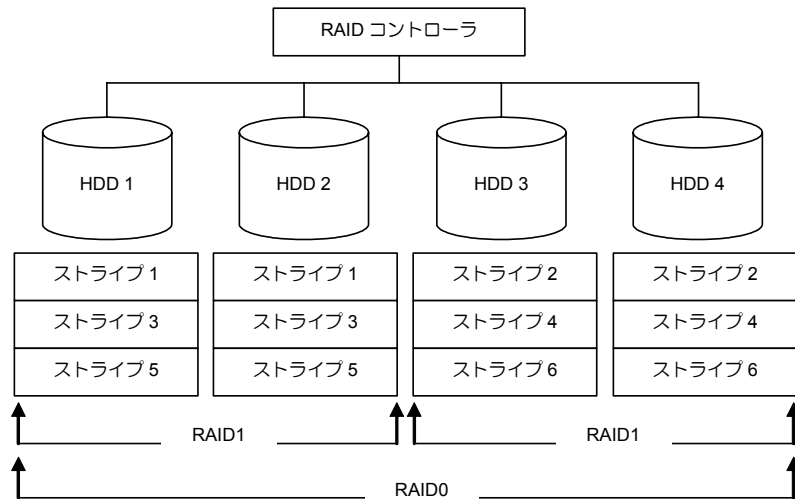 RAID コントローラ
HDD 1 HDD 2 HDD 3 HDD 4
ストライプ 1 ストライプ 1 ストライプ 2 ストライプ 2
ストライプ 3 ストライプ 3 ストライプ 4 ストライプ 4
ストライプ 5 ストライプ 5 ストライプ 6 ストライプ 6
RAID1 RAID1
RAID0